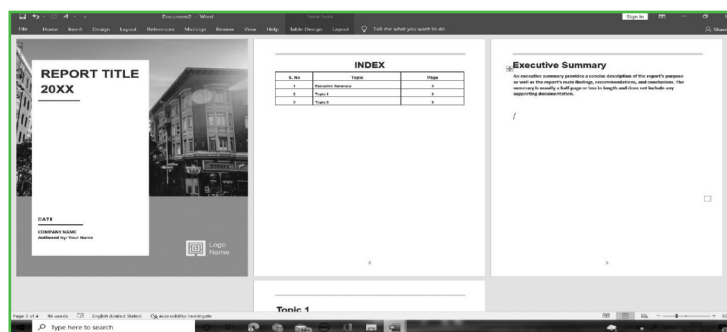 Document2 - Word
Table Tools
Sign in
File Home Insert Design Layout References Mailings Review View Help Table Design Layout Tell me what you want to do
Share
REPORT TITLE
20XX
DATE
COMPANY NAME
Authored by: Your Name
Logo
Name
INDEX
S. No Topic Page
1 Executive Summary
2 Topic 1
3 Topic 2
Executive Summary
An executive summary provides a concise description of the report's purpose
as well as the report's main findings, recommendations, and conclusions. The
summary is usually a half page or less in length and does not include any
supporting documentation.
Topic 1
Page 2 of 4 96 words English (United States) Accessibility: Investigate
Type here to search